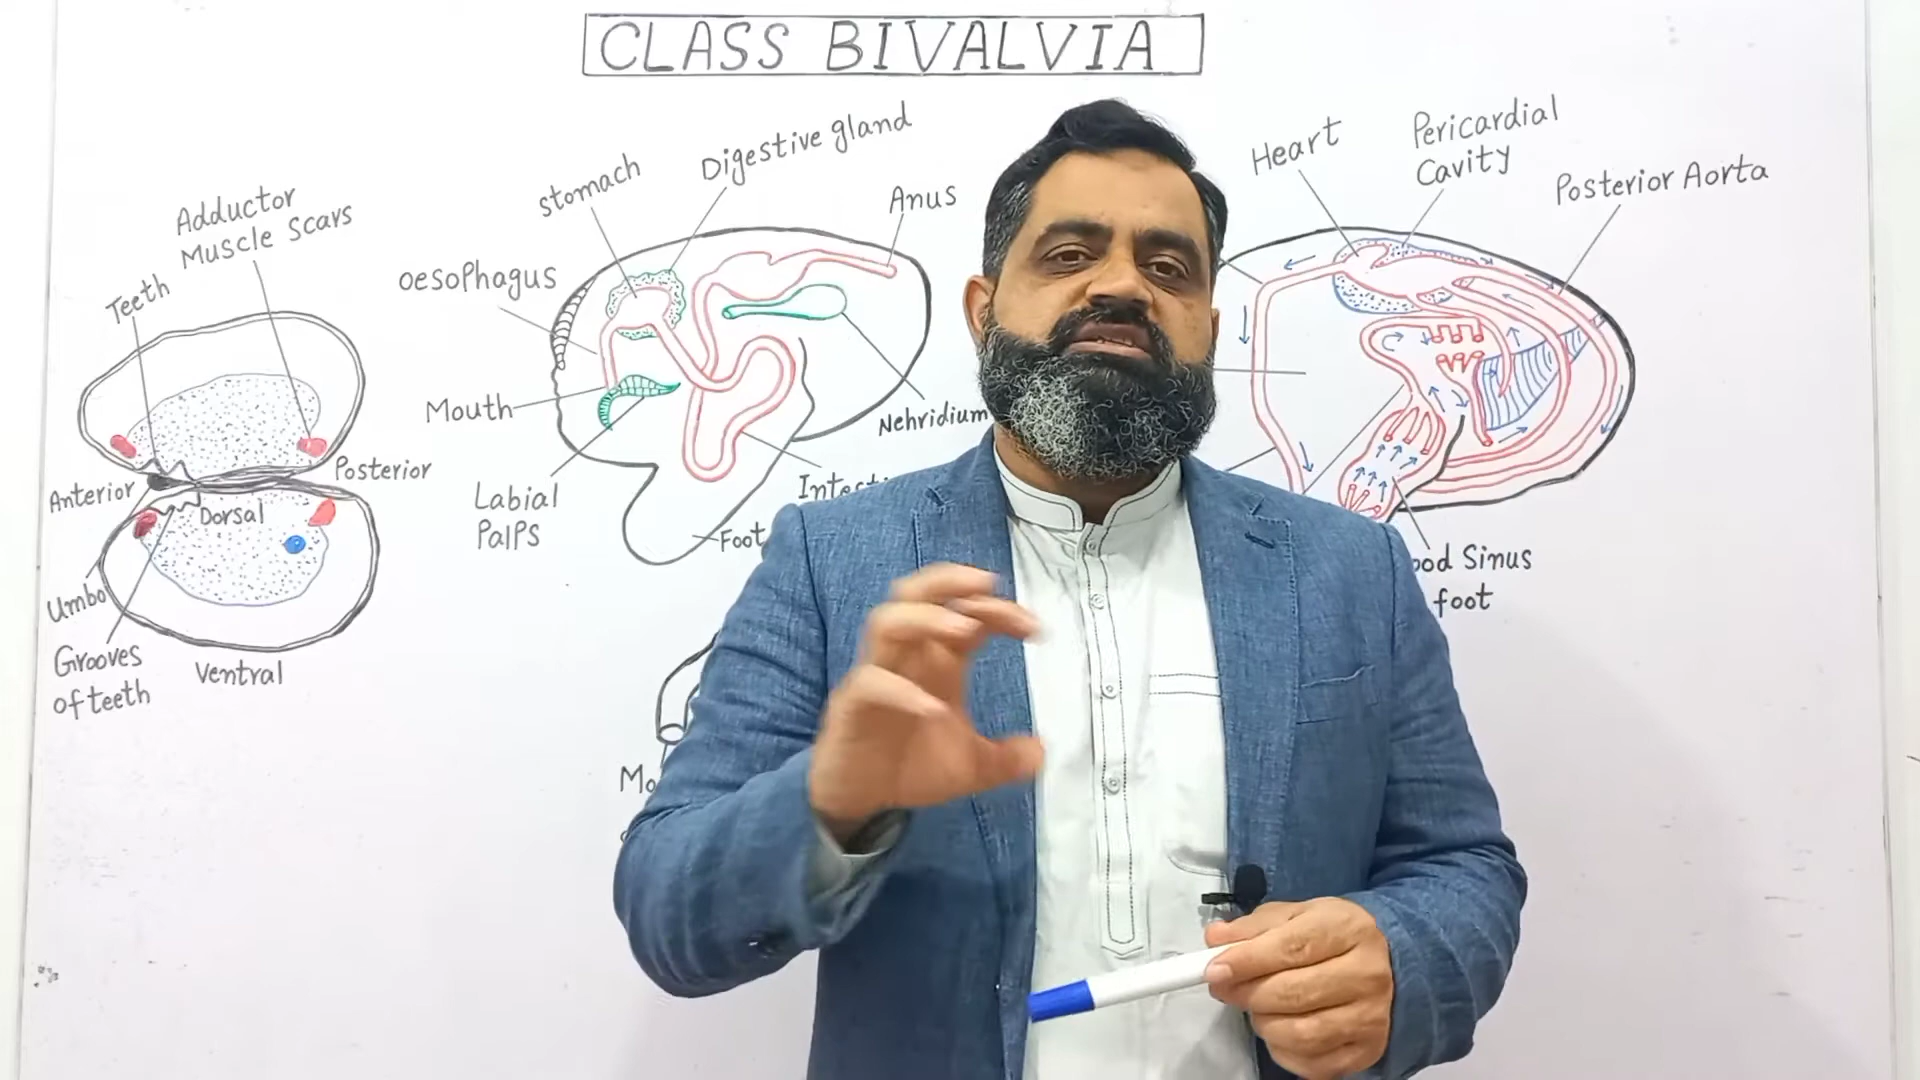 CLASS BIVALVIA
Adductor
Muscle Scars
Teeth
Anterior
Posterior
Dorsal
Umbo
Grooves
of teeth
Ventral
stomach
Digestive gland
Anus
oesophagus
Mouth
Labial
Palps
Nehridium
Foot
Heart
Pericardial
Cavity
Posterior Aorta
Sinus
foot